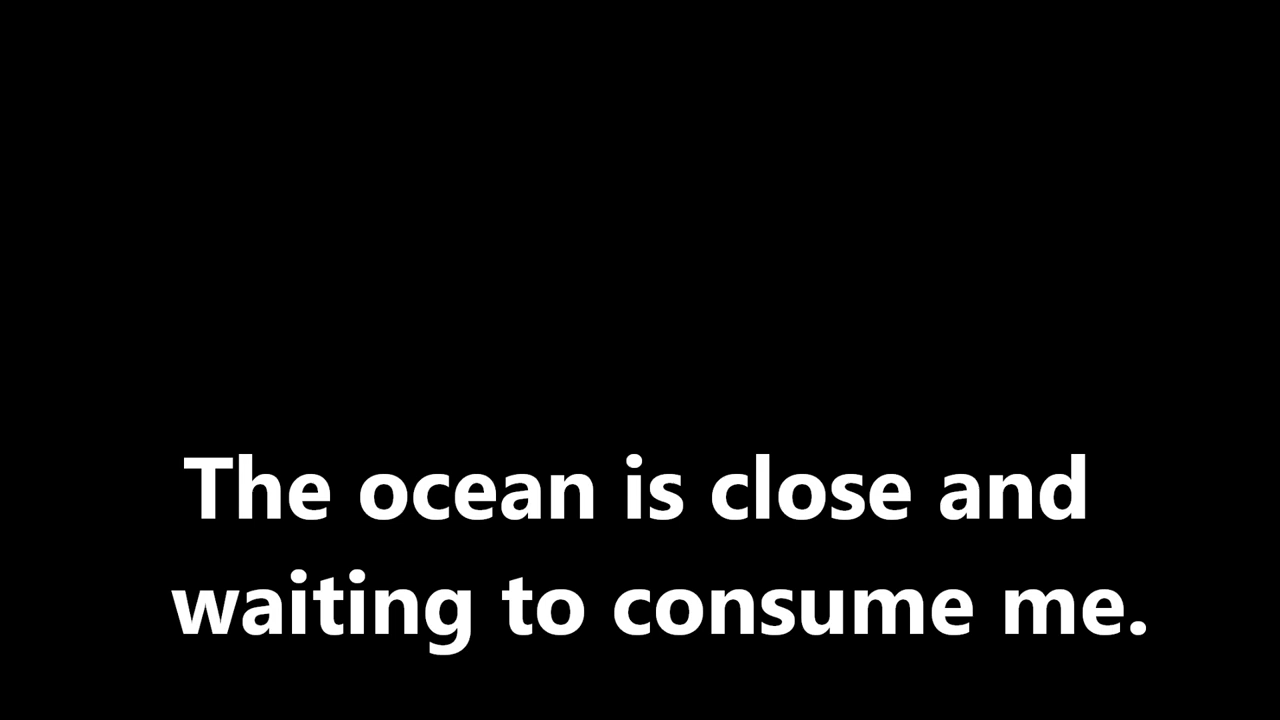 The ocean is close and
waiting to consume me.